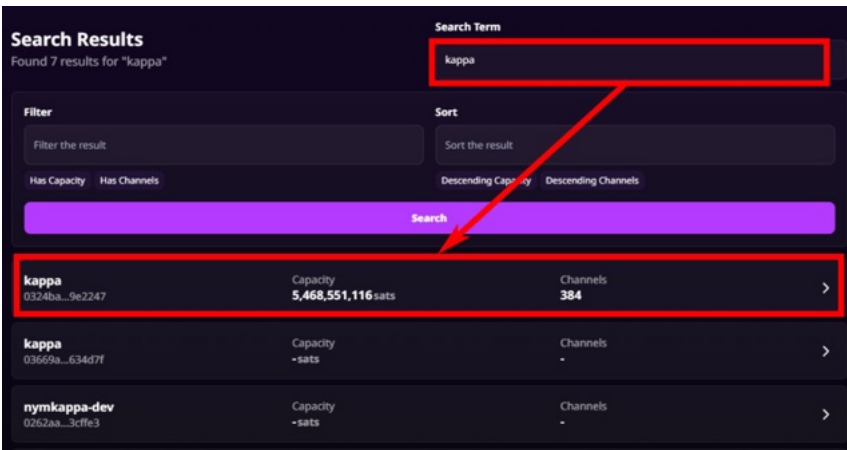 Search Results
Found 7 results for "kappa"
Search Term
kappa
Filter
Filter the result
Has Capacity Has Channels
Sort
Sort the result
Descending Capacity Descending Channels
Search
kappa
0324ba...9e2247
Capacity
5,468,551,116 sats
Channels
384
kappa
03669a...634d7f
Capacity
- sats
Channels
-
nymkappa-dev
0262aa...3cffe3
Capacity
- sats
Channels
-